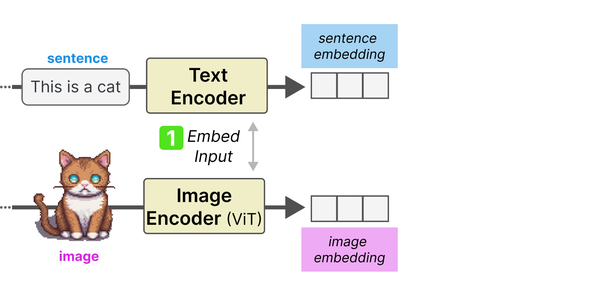 sentence
This is a cat
Text
Encoder
sentence
embedding
1 Embed
Input
Image
Encoder (ViT)
image
image
embedding